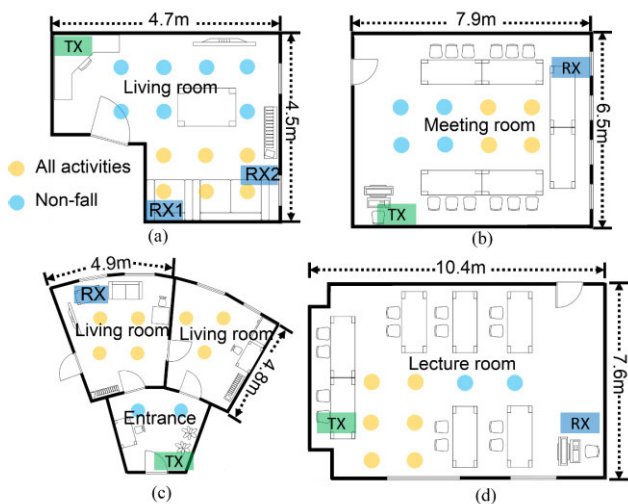 4.7m
TX
Living room
4.5m
RX2
RX1
All activities
Non-fall
(a)
7.9m
RX
Meeting room
6.5m
TX
(b)
4.9m
RX
Living room
Living room
4.8m
Entrance
TX
(c)
10.4m
Lecture room
7.6m
TX
RX
(d)